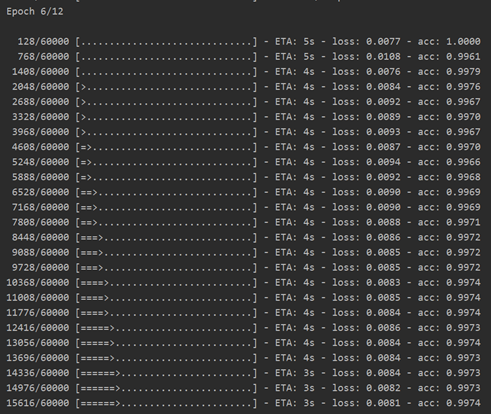 Epoch 6/12
128/60000 [..............................] - ETA: 5s - loss: 0.0077 - acc: 1.0000
768/60000 [..............................] - ETA: 5s - loss: 0.0108 - acc: 0.9961
1408/60000 [..............................] - ETA: 4s - loss: 0.0076 - acc: 0.9979
2048/60000 [>.............................] - ETA: 4s - loss: 0.0084 - acc: 0.9976
2688/60000 [>.............................] - ETA: 4s - loss: 0.0092 - acc: 0.9967
3328/60000 [>.............................] - ETA: 4s - loss: 0.0089 - acc: 0.9970
3968/60000 [>.............................] - ETA: 4s - loss: 0.0093 - acc: 0.9967
4608/60000 [=>............................] - ETA: 4s - loss: 0.0087 - acc: 0.9970
5248/60000 [=>............................] - ETA: 4s - loss: 0.0094 - acc: 0.9966
5888/60000 [=>............................] - ETA: 4s - loss: 0.0092 - acc: 0.9968
6528/60000 [==>...........................] - ETA: 4s - loss: 0.0090 - acc: 0.9969
7168/60000 [==>...........................] - ETA: 4s - loss: 0.0090 - acc: 0.9969
7808/60000 [==>...........................] - ETA: 4s - loss: 0.0088 - acc: 0.9971
8448/60000 [===>..........................] - ETA: 4s - loss: 0.0086 - acc: 0.9972
9088/60000 [===>..........................] - ETA: 4s - loss: 0.0085 - acc: 0.9972
9728/60000 [===>..........................] - ETA: 4s - loss: 0.0085 - acc: 0.9972
10368/60000 [====>.........................] - ETA: 4s - loss: 0.0083 - acc: 0.9974
11008/60000 [====>.........................] - ETA: 4s - loss: 0.0085 - acc: 0.9974
11776/60000 [====>.........................] - ETA: 4s - loss: 0.0084 - acc: 0.9974
12416/60000 [=====>........................] - ETA: 4s - loss: 0.0086 - acc: 0.9973
13056/60000 [=====>........................] - ETA: 4s - loss: 0.0084 - acc: 0.9974
13696/60000 [=====>........................] - ETA: 4s - loss: 0.0084 - acc: 0.9973
14336/60000 [======>.......................] - ETA: 3s - loss: 0.0084 - acc: 0.9973
14976/60000 [======>.......................] - ETA: 3s - loss: 0.0082 - acc: 0.9973
15616/60000 [======>.......................] - ETA: 3s - loss: 0.0081 - acc: 0.9974